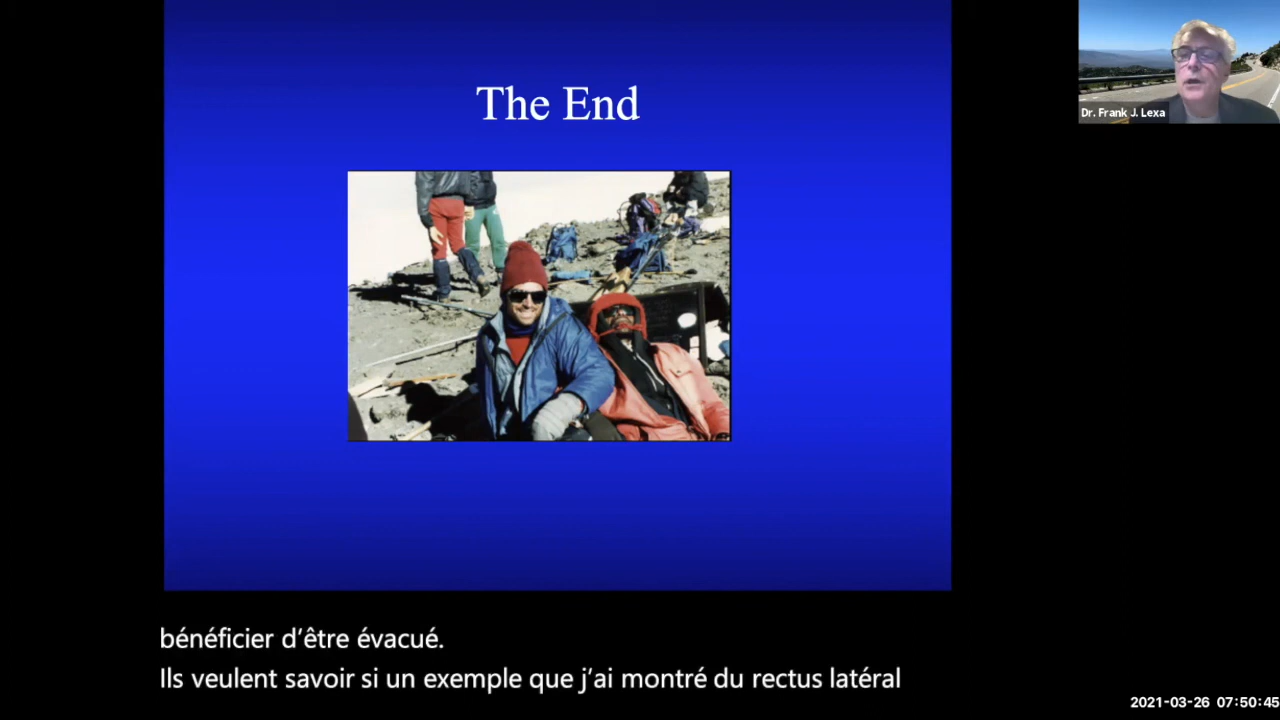 The End
Dr. Frank J. Lexa
bénéficier d’être évacué.
Ils veulent savoir si un exemple que j’ai montré du rectus latéral
2021-03-26 07:50:45